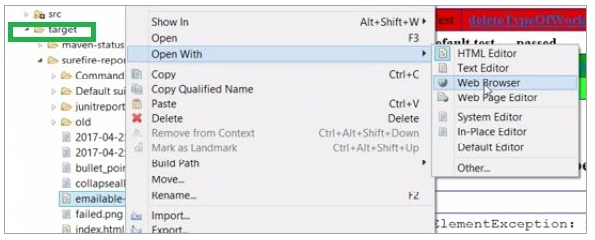 src
target
maven-status
surefire-repor
Command
Default sui
junitreport
old
2017-04-2
2017-04-2
bullet_poin
collapseall
emailable-
failed.png
index.html
Show In Alt+Shift+W
Open F3
Open With
Copy Ctrl+C
Copy Qualified Name
Paste Ctrl+V
Delete Delete
Remove from Context Ctrl+Alt+Shift+Down
Mark as Landmark Ctrl+Alt+Shift+Up
Build Path
Move...
Rename... F2
Import...
Export...
HTML Editor
Text Editor
Web Browser
Web Page Editor
System Editor
In-Place Editor
Default Editor
Other...
est deleteTypeOfWork
efault test passed
ElementException: